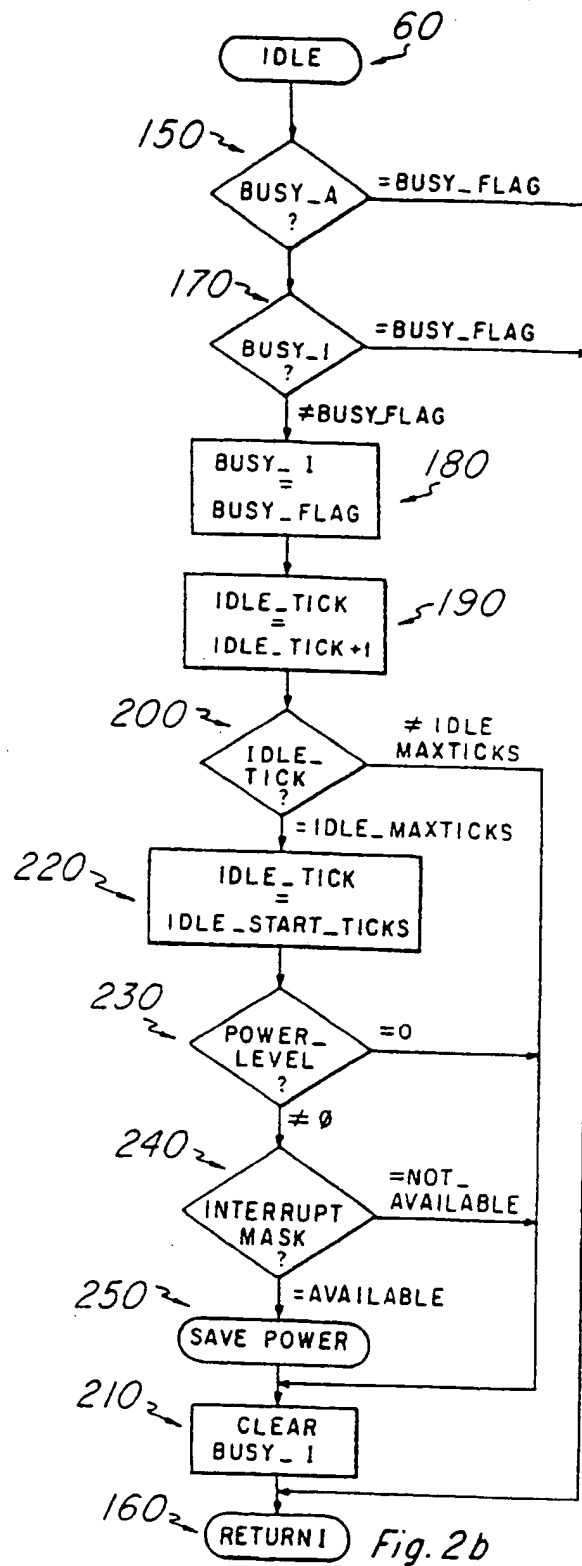 60
IDLE
150
BUSY_A
?
=BUSY_FLAG
170
BUSY_I
?
=BUSY_FLAG
≠BUSY_FLAG
BUSY_ I
=
BUSY_FLAG
180
IDLE_TICK
=
IDLE_TICK+1
190
200
IDLE_
TICK
?
≠ IDLE
MAXTICKS
=IDLE_MAXTICKS
220
IDLE_TICK
=
IDLE_START_TICKS
230
POWER_
LEVEL
?
=0
≠ Ø
240
INTERRUPT
MASK
?
=NOT_
AVAILABLE
=AVAILABLE
250
SAVE POWER
210
CLEAR
BUSY_ I
160
RETURN I
Fig. 2b